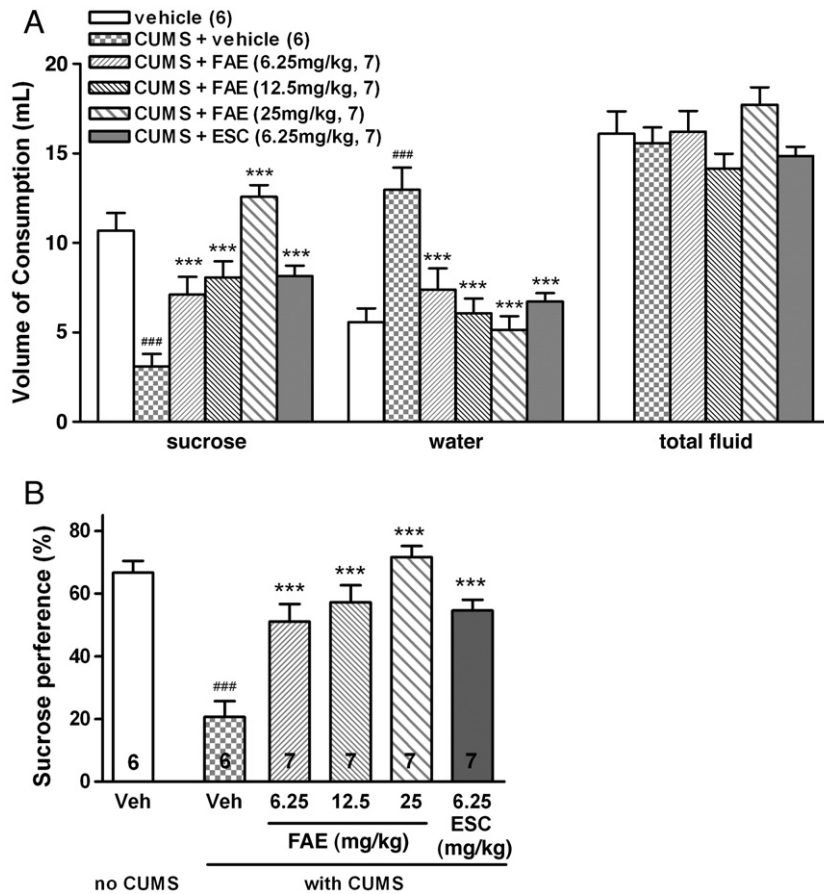 A
vehicle (6)
CUMS + vehicle (6)
CUMS + FAE (6.25mg/kg, 7)
CUMS + FAE (12.5mg/kg, 7)
CUMS + FAE (25mg/kg, 7)
CUMS + ESC (6.25mg/kg, 7)
Volume of Consumption (mL)
20
15
10
5
0
###
***
***
***
***
###
***
***
***
***
sucrose
water
total fluid
B
Sucrose perference (%)
80
60
40
20
0
###
***
***
***
***
6
6
7
7
7
7
Veh
Veh
6.25
12.5
25
6.25
FAE (mg/kg)
ESC
(mg/kg)
no CUMS
with CUMS